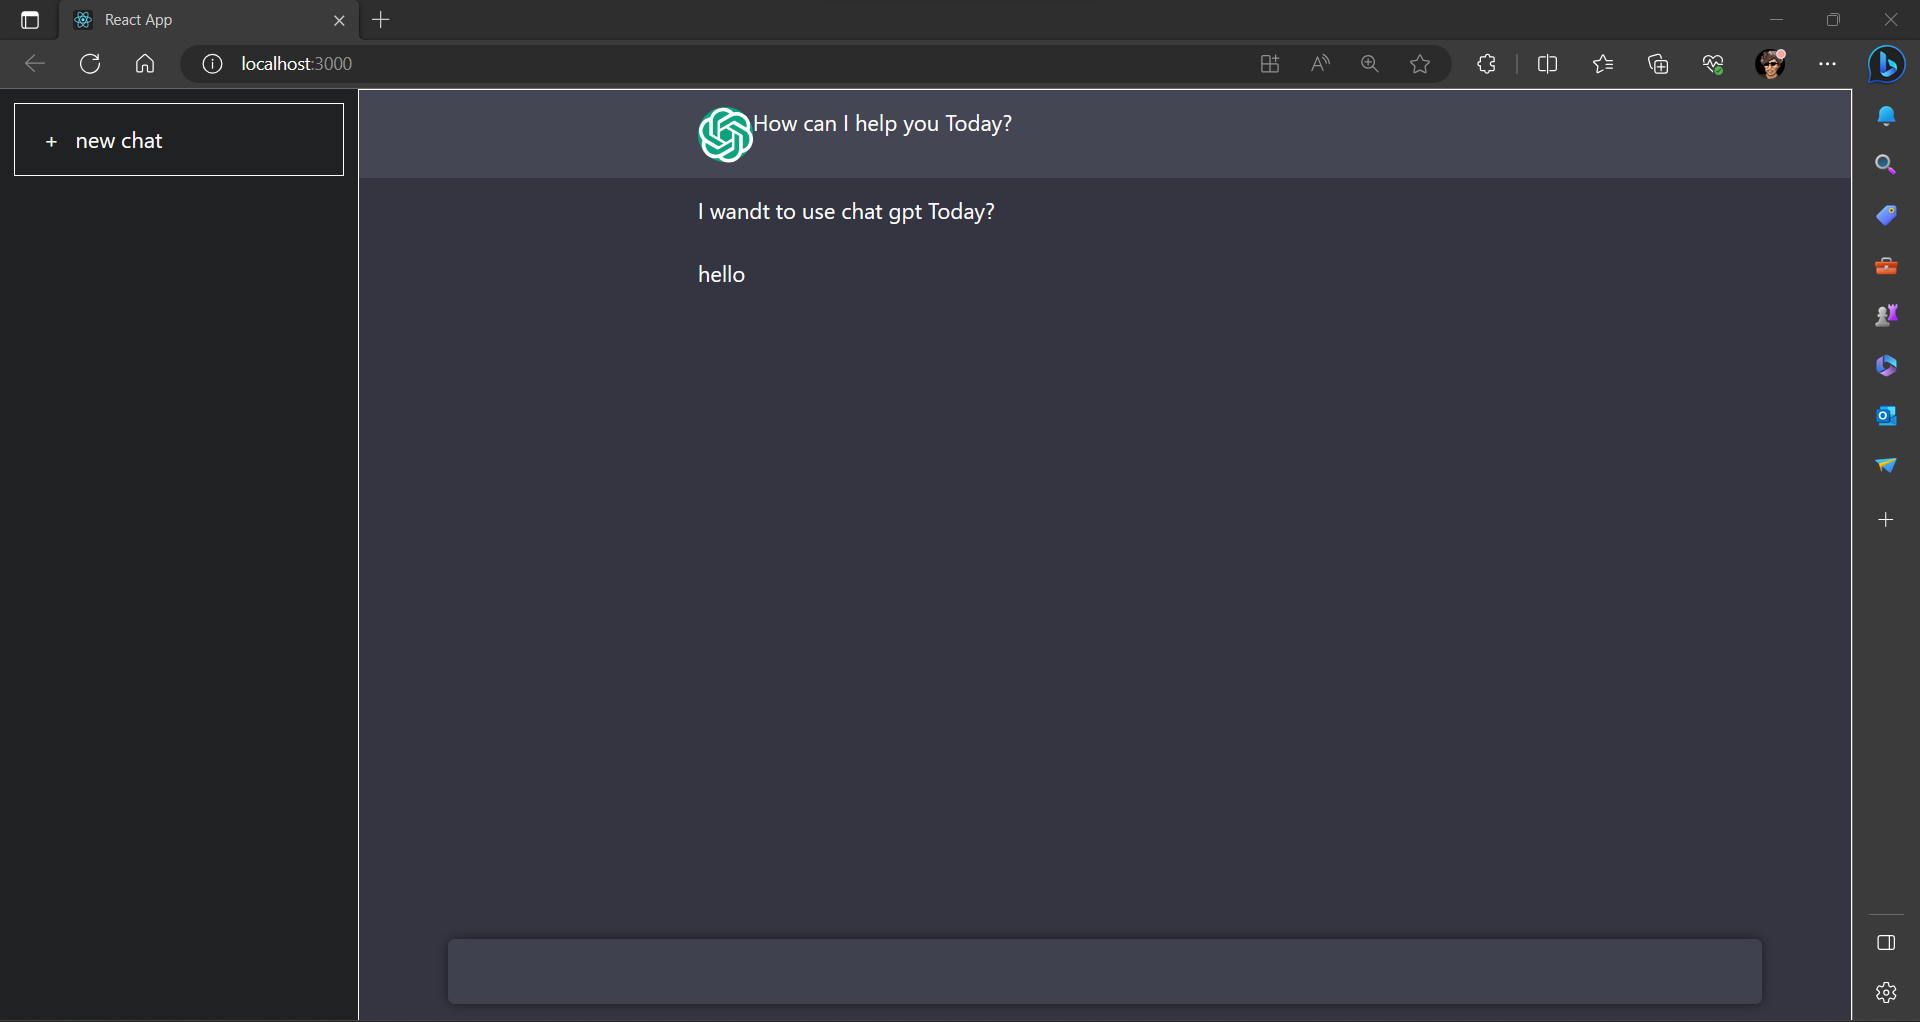 React App
localhost:3000
+ new chat
How can I help you Today?
I wandt to use chat gpt Today?
hello